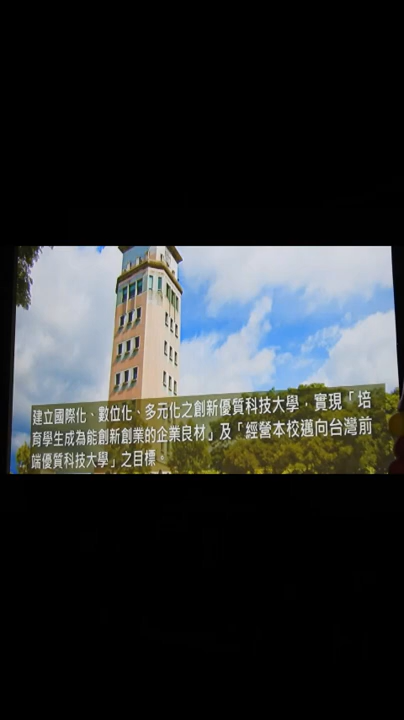 建立國際化、數位化、多元化之創新優質科技大學，實現「培
育學生成為能創新創業的企業良材」及「經營本校邁向台灣前
端優質科技大學」之目標。